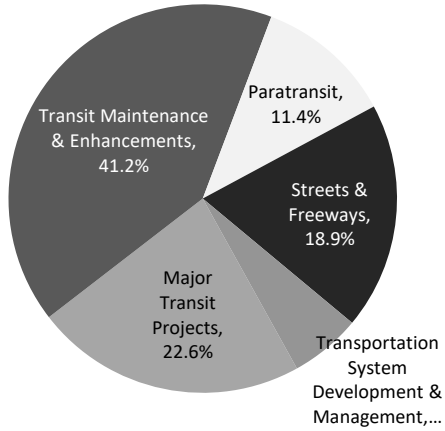 Paratransit,
11.4%
Transit Maintenance
& Enhancements,
41.2%
Streets &
Freeways,
18.9%
Major
Transit
Projects,
22.6%
Transportation
System
Development &
Management,…